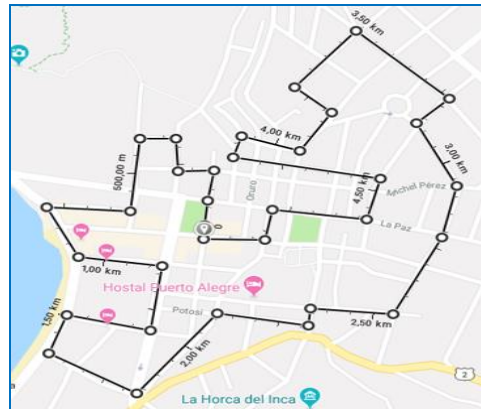 3,50 km
4,00 km
3,00 km
500,00 m
Oruro
4,50 km
Michel Pérez
0
La Paz
1,00 km
Hostal Puerto Alegre
1,50 km
Potosí
2,50 km
2,00 km
2
La Horca del Inca